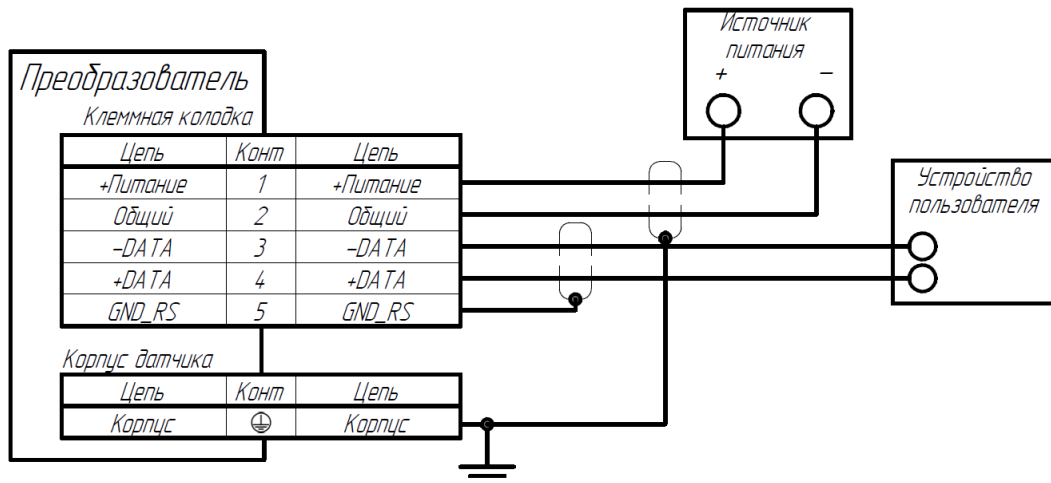 Преобразователь
Клеммная колодка
Цепь Конт Цепь
+Питание 1 +Питание
Общий 2 Общий
-DATA 3 -DATA
+DATA 4 +DATA
GND_RS 5 GND_RS
Корпус датчика
Цепь Конт Цепь
Корпус Корпус
Источник
питания
+ -
Устройство
пользователя